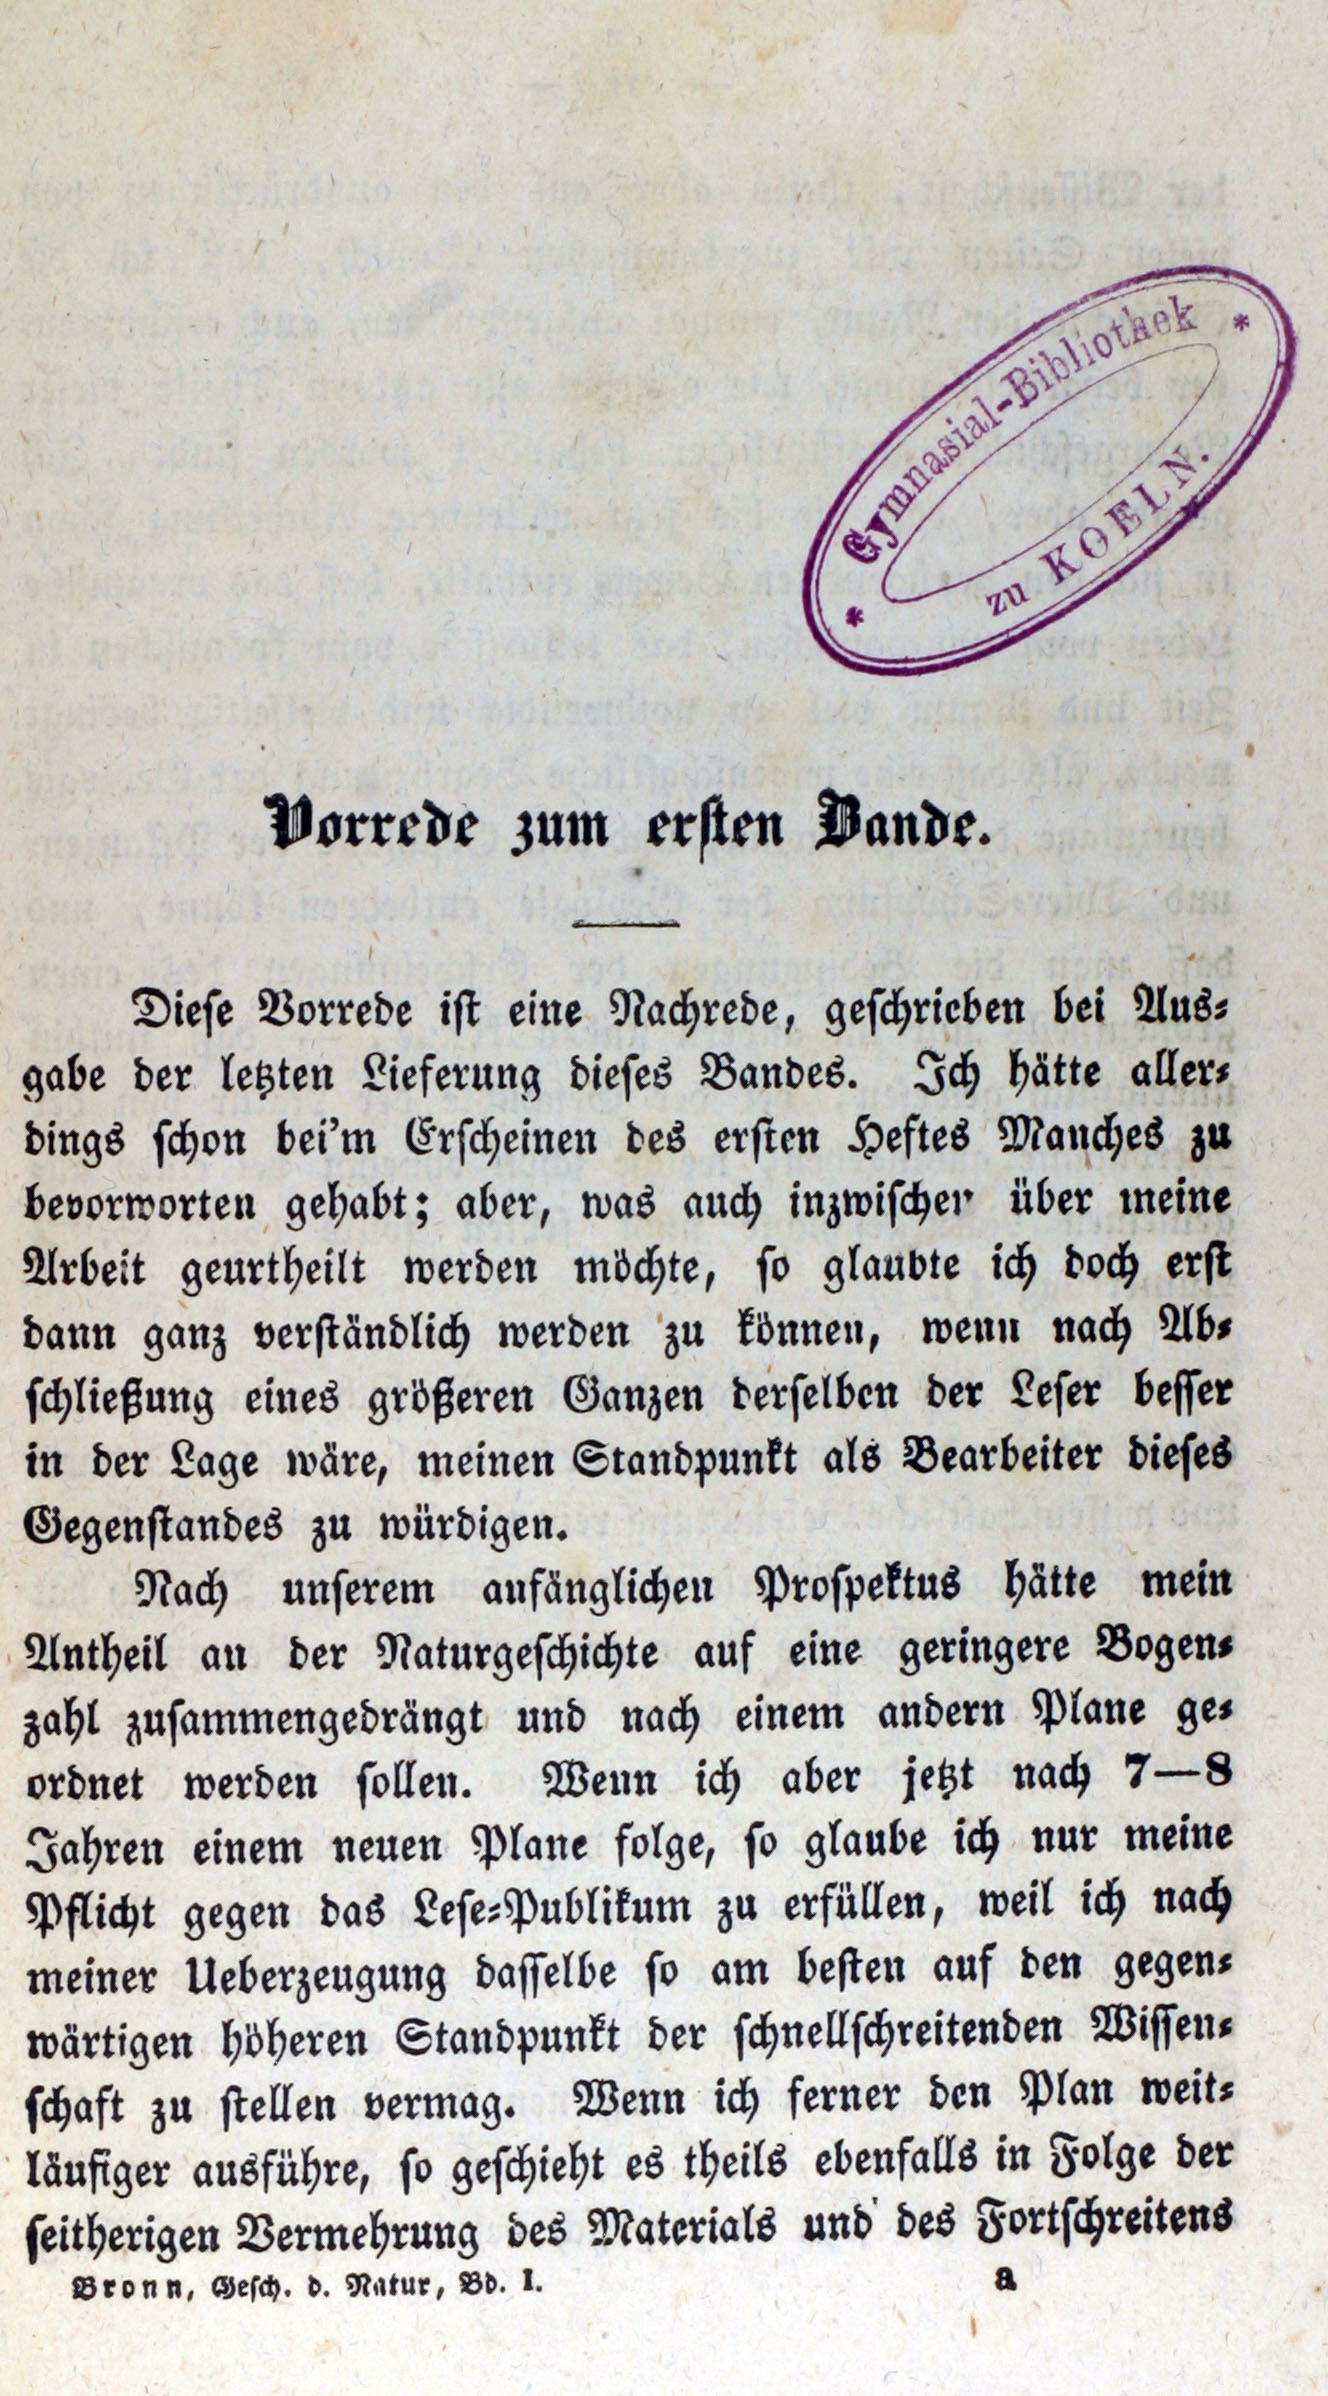 Gymnasial-Bibliothek
zu KOELN.
Vorrede zum ersten Bande.
Diese Vorrede ist eine Nachrede, geschrieben bei Aus-
gabe der letzten Lieferung dieses Bandes. Ich hätte aller-
dings schon bei'm Erscheinen des ersten Heftes Manches zu
bevorworten gehabt; aber, was auch inzwischen über meine
Arbeit geurtheilt werden möchte, so glaubte ich doch erst
dann ganz verständlich werden zu können, wenn nach Ab-
schließung eines größeren Ganzen derselben der Leser besser
in der Lage wäre, meinen Standpunkt als Bearbeiter dieses
Gegenstandes zu würdigen.
Nach unserem anfänglichen Prospektus hätte mein
Antheil an der Naturgeschichte auf eine geringere Bogen-
zahl zusammengedrängt und nach einem andern Plane ge-
ordnet werden sollen. Wenn ich aber jetzt nach 7—8
Jahren einem neuen Plane folge, so glaube ich nur meine
Pflicht gegen das Lese-Publikum zu erfüllen, weil ich nach
meiner Ueberzeugung dasselbe so am besten auf den gegen-
wärtigen höheren Standpunkt der schnellschreitenden Wissen-
schaft zu stellen vermag. Wenn ich ferner den Plan weit-
läufiger ausführe, so geschieht es theils ebenfalls in Folge der
seitherigen Vermehrung des Materials und des Fortschreitens
Bronn, Gesch. d. Natur, Bd. I. a